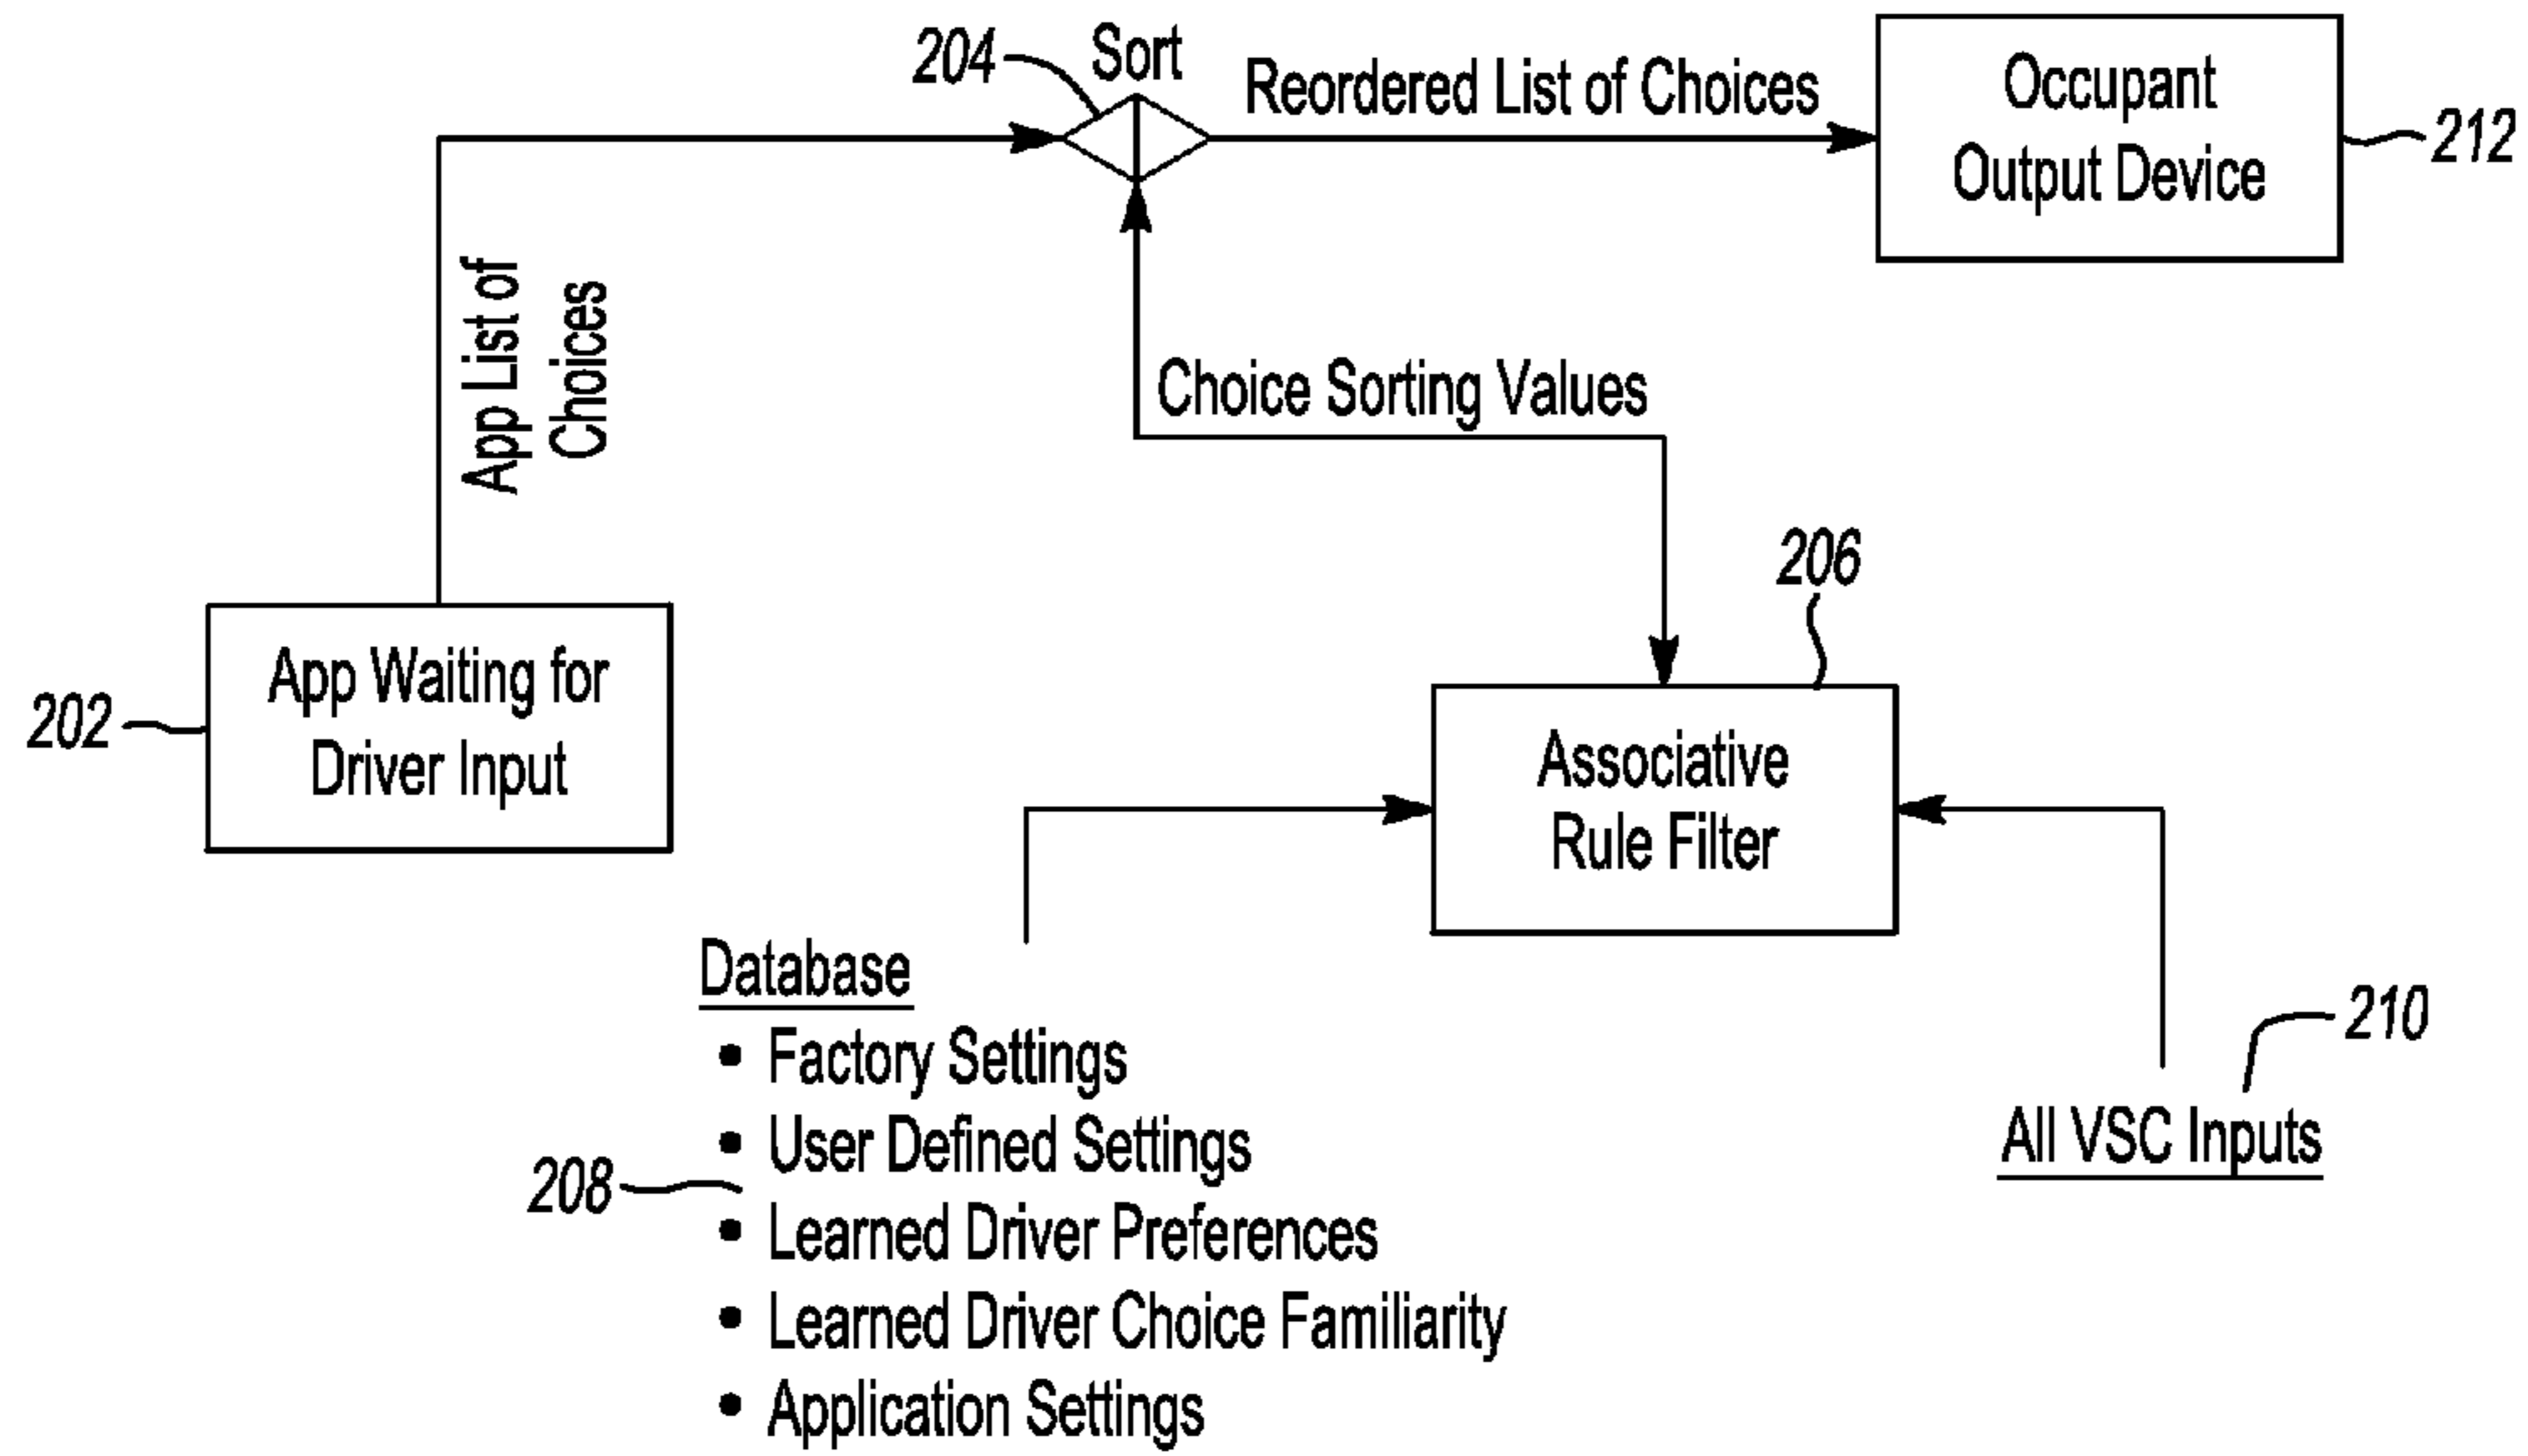 204
Sort
Reordered List of Choices
Occupant
Output Device
212
App List of
Choices
Choice Sorting Values
206
202
App Waiting for
Driver Input
Associative
Rule Filter
Database
• Factory Settings
• User Defined Settings
208
• Learned Driver Preferences
• Learned Driver Choice Familiarity
• Application Settings
210
All VSC Inputs